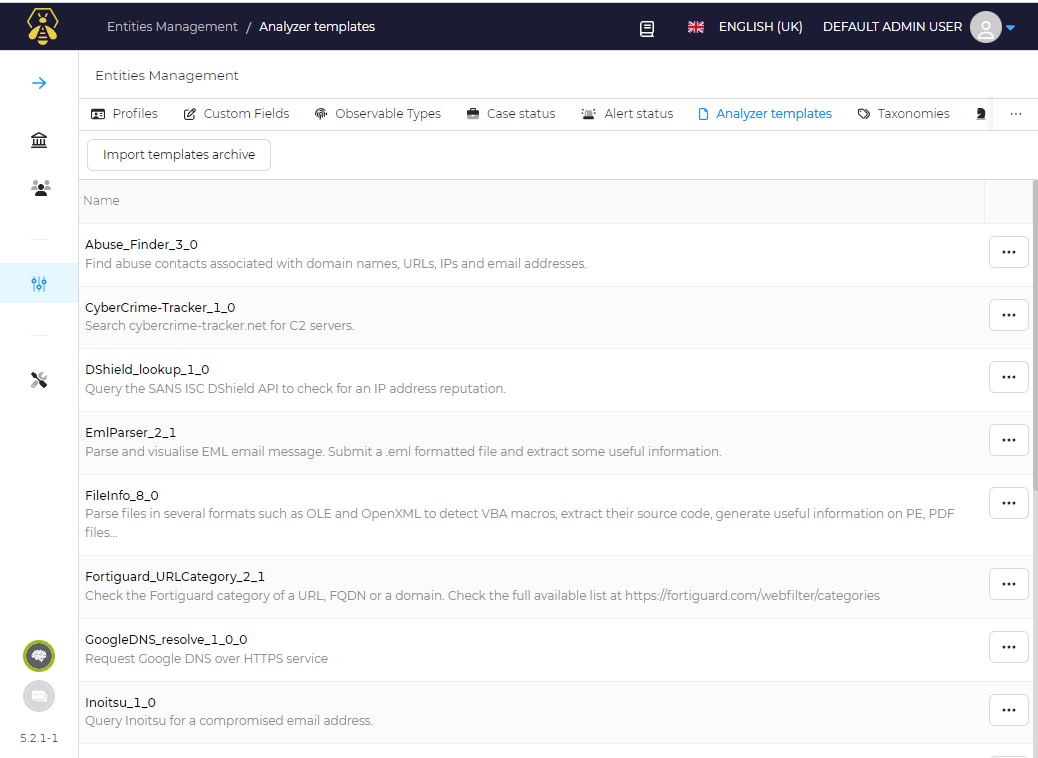 Entities Management / Analyzer templates
ENGLISH (UK)
DEFAULT ADMIN USER
Entities Management
Profiles
Custom Fields
Observable Types
Case status
Alert status
Analyzer templates
Taxonomies
...
Import templates archive
Name
Abuse_Finder_3_0
Find abuse contacts associated with domain names, URLs, IPs and email addresses.
CyberCrime-Tracker_1_0
Search cybercrime-tracker.net for C2 servers.
DShield_lookup_1_0
Query the SANS ISC DShield API to check for an IP address reputation.
EmlParser_2_1
Parse and visualise EML email message. Submit a .eml formatted file and extract some useful information.
FileInfo_8_0
Parse files in several formats such as OLE and OpenXML to detect VBA macros, extract their source code, generate useful information on PE, PDF
files...
Fortiguard_URLCategory_2_1
Check the Fortiguard category of a URL, FQDN or a domain. Check the full available list at https://fortiguard.com/webfilter/categories
GoogleDNS_resolve_1_0_0
Request Google DNS over HTTPS service
Inoitsu_1_0
Query Inoitsu for a compromised email address.
5.2.1-1